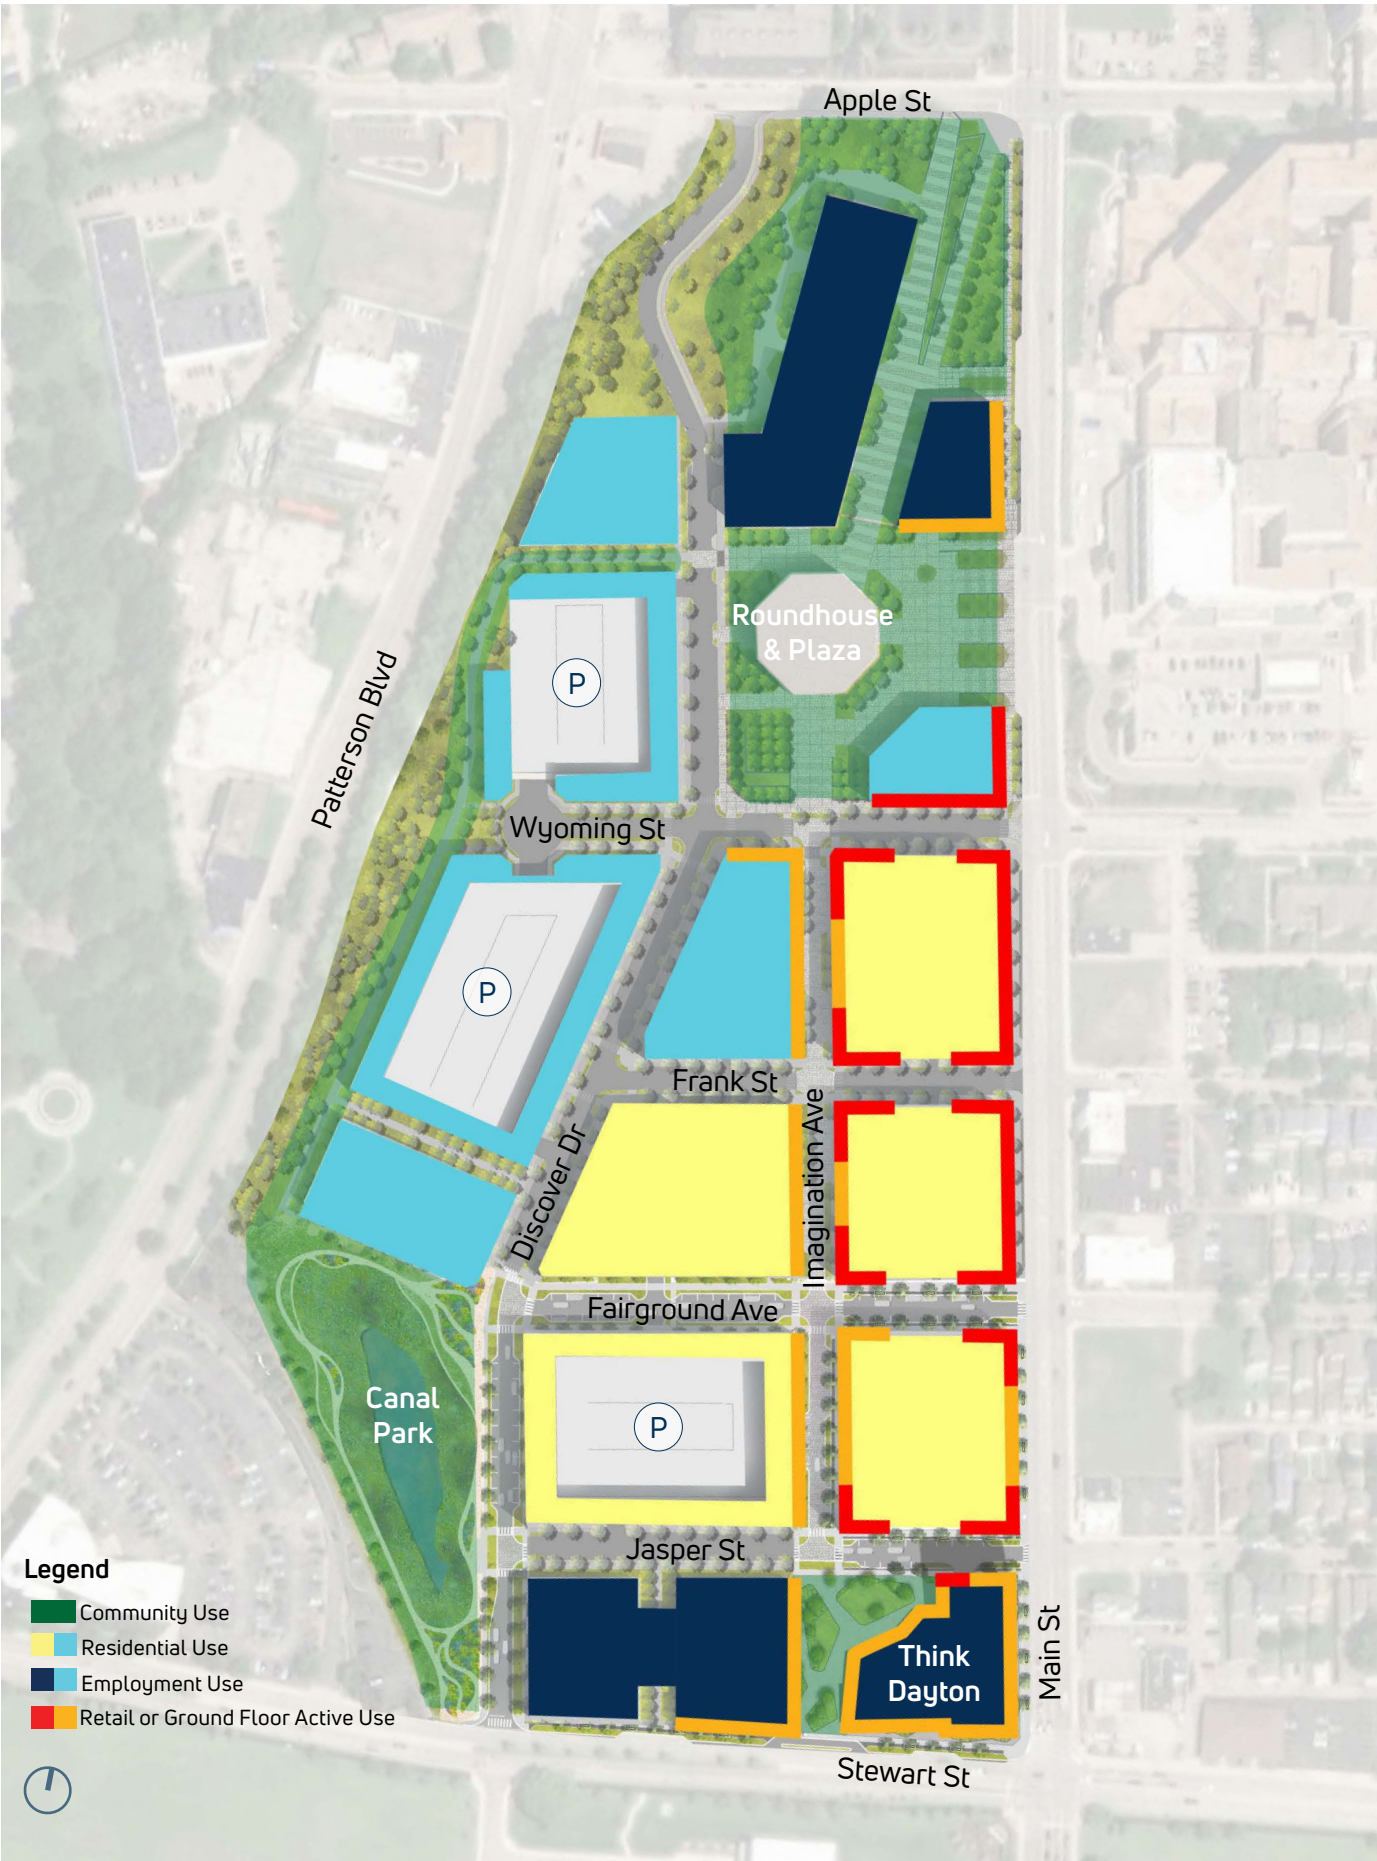 Apple St
Roundhouse
& Plaza
P
Patterson Blvd
Wyoming St
P
Frank St
Imagination Ave
Discover Dr
Fairground Ave
Canal
Park
P
Jasper St
Think
Dayton
Main St
Stewart St
Legend
Community Use
Residential Use
Employment Use
Retail or Ground Floor Active Use